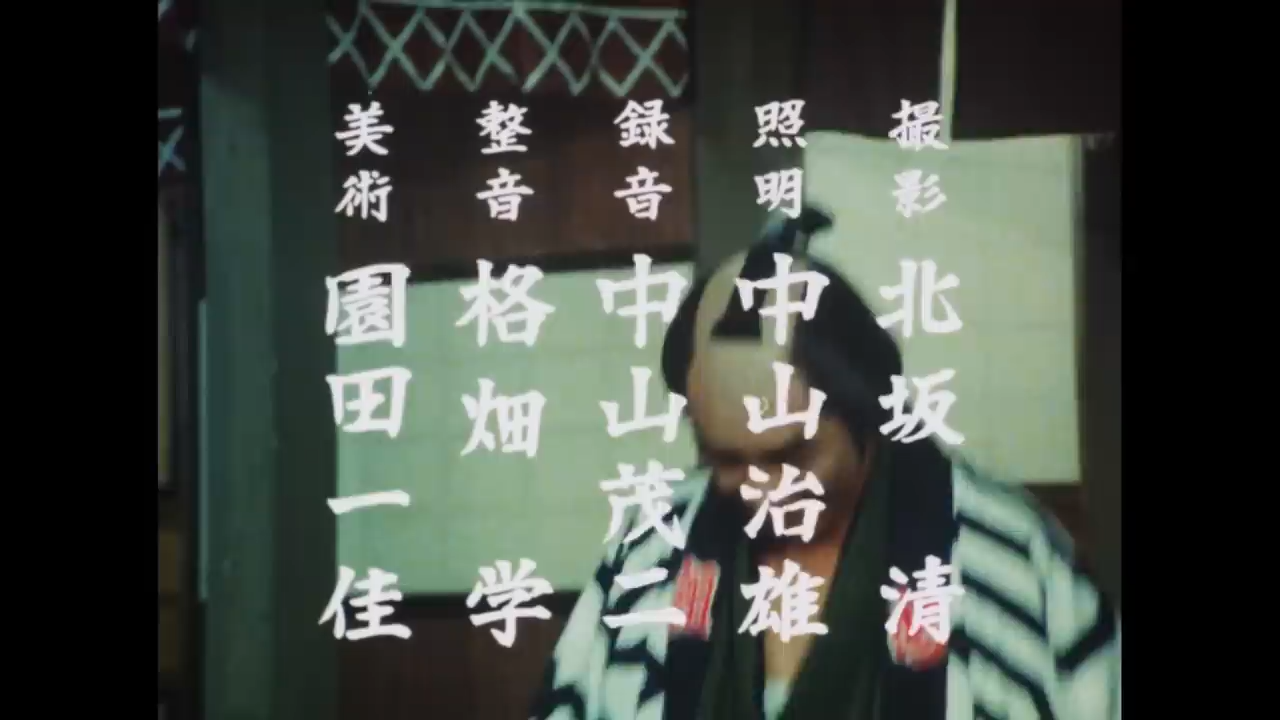 撮影 北坂清
照明 中山治雄
録音 中山茂二
整音 格畑学
美術 園田一佳